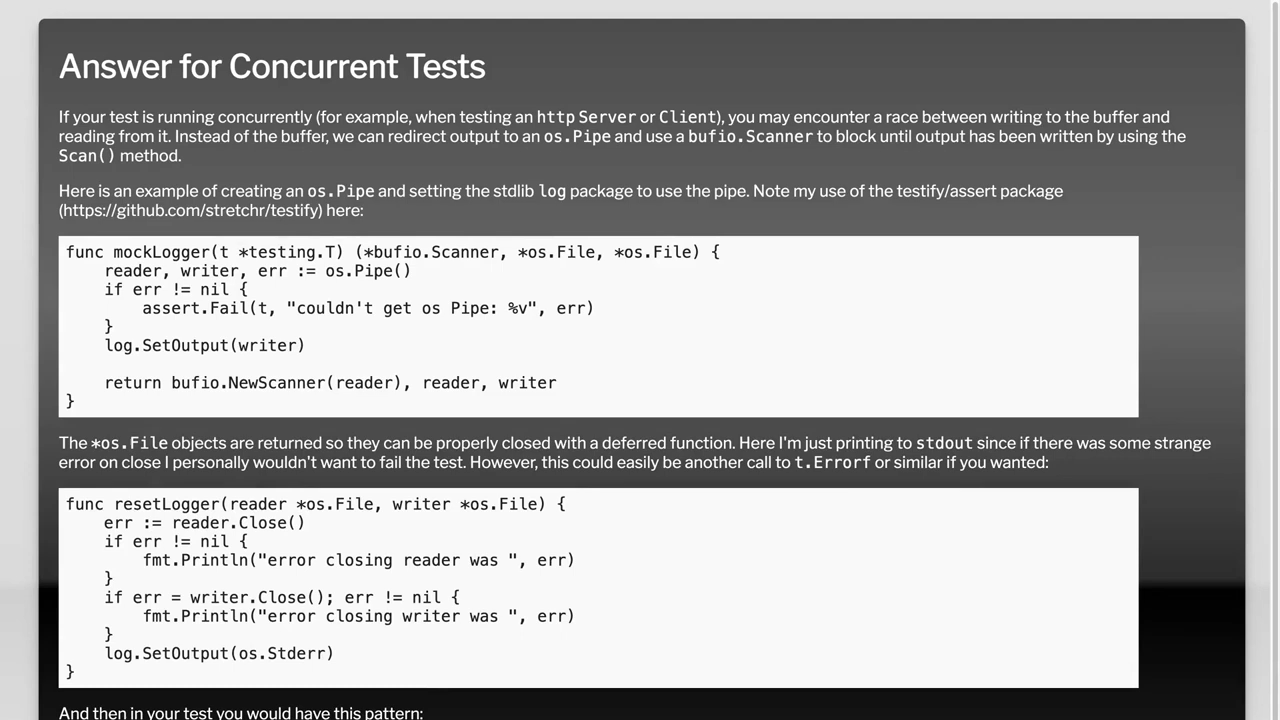 Answer for Concurrent Tests
If your test is running concurrently (for example, when testing an http Server or Client), you may encounter a race between writing to the buffer and
reading from it. Instead of the buffer, we can redirect output to an os.Pipe and use a bufio.Scanner to block until output has been written by using the
Scan() method.
Here is an example of creating an os.Pipe and setting the stdlib log package to use the pipe. Note my use of the testify/assert package
(https://github.com/stretchr/testify) here:
func mockLogger(t *testing.T) (*bufio.Scanner, *os.File, *os.File) {
    reader, writer, err := os.Pipe()
    if err != nil {
        assert.Fail(t, "couldn't get os Pipe: %v", err)
    }
    log.SetOutput(writer)
    return bufio.NewScanner(reader), reader, writer
}
The *os.File objects are returned so they can be properly closed with a deferred function. Here I'm just printing to stdout since if there was some strange
error on close I personally wouldn't want to fail the test. However, this could easily be another call to t.Errorf or similar if you wanted:
func resetLogger(reader *os.File, writer *os.File) {
    err := reader.Close()
    if err != nil {
        fmt.Println("error closing reader was ", err)
    }
    if err = writer.Close(); err != nil {
        fmt.Println("error closing writer was ", err)
    }
    log.SetOutput(os.Stderr)
}
And then in your test you would have this pattern: